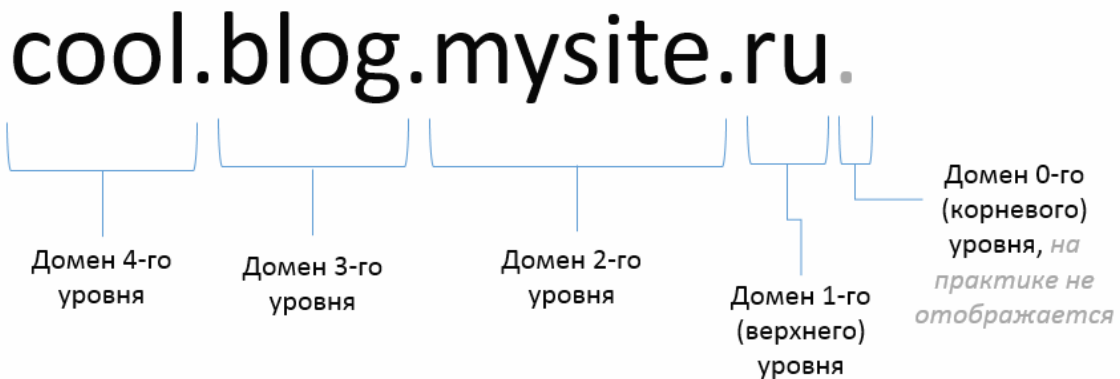 cool.blog.mysite.ru.
Домен 4-го
уровня
Домен 3-го
уровня
Домен 2-го
уровня
Домен 1-го
(верхнего)
уровня
Домен 0-го
(корневого)
уровня, на
практике не
отображается